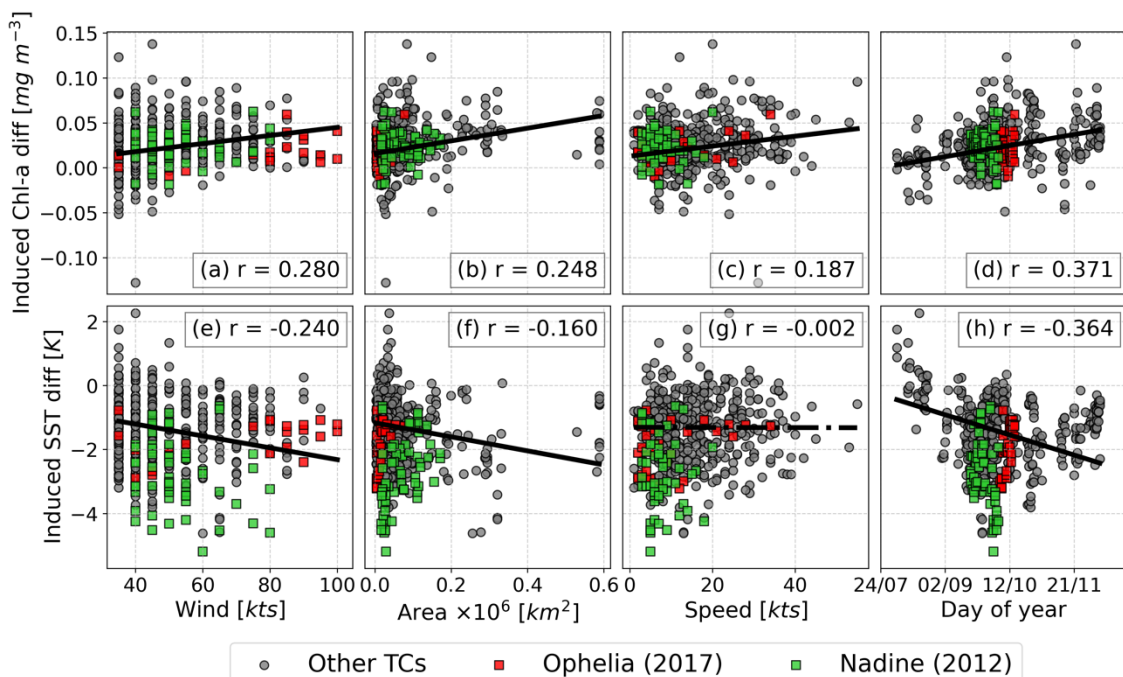 Induced Chl-a diff [mg m⁻³]
0.15
0.10
0.05
0.00
−0.05
−0.10
(a) r = 0.280
(b) r = 0.248
(c) r = 0.187
(d) r = 0.371
Induced SST diff [K]
2
0
−2
−4
(e) r = -0.240
(f) r = -0.160
(g) r = -0.002
(h) r = -0.364
40 60 80 100
0.0 0.2 0.4 0.6
0 20 40
24/07 02/09 12/10 21/11
Wind [kts]
Area ×10⁶ [km²]
Speed [kts]
Day of year
Other TCs Ophelia (2017) Nadine (2012)